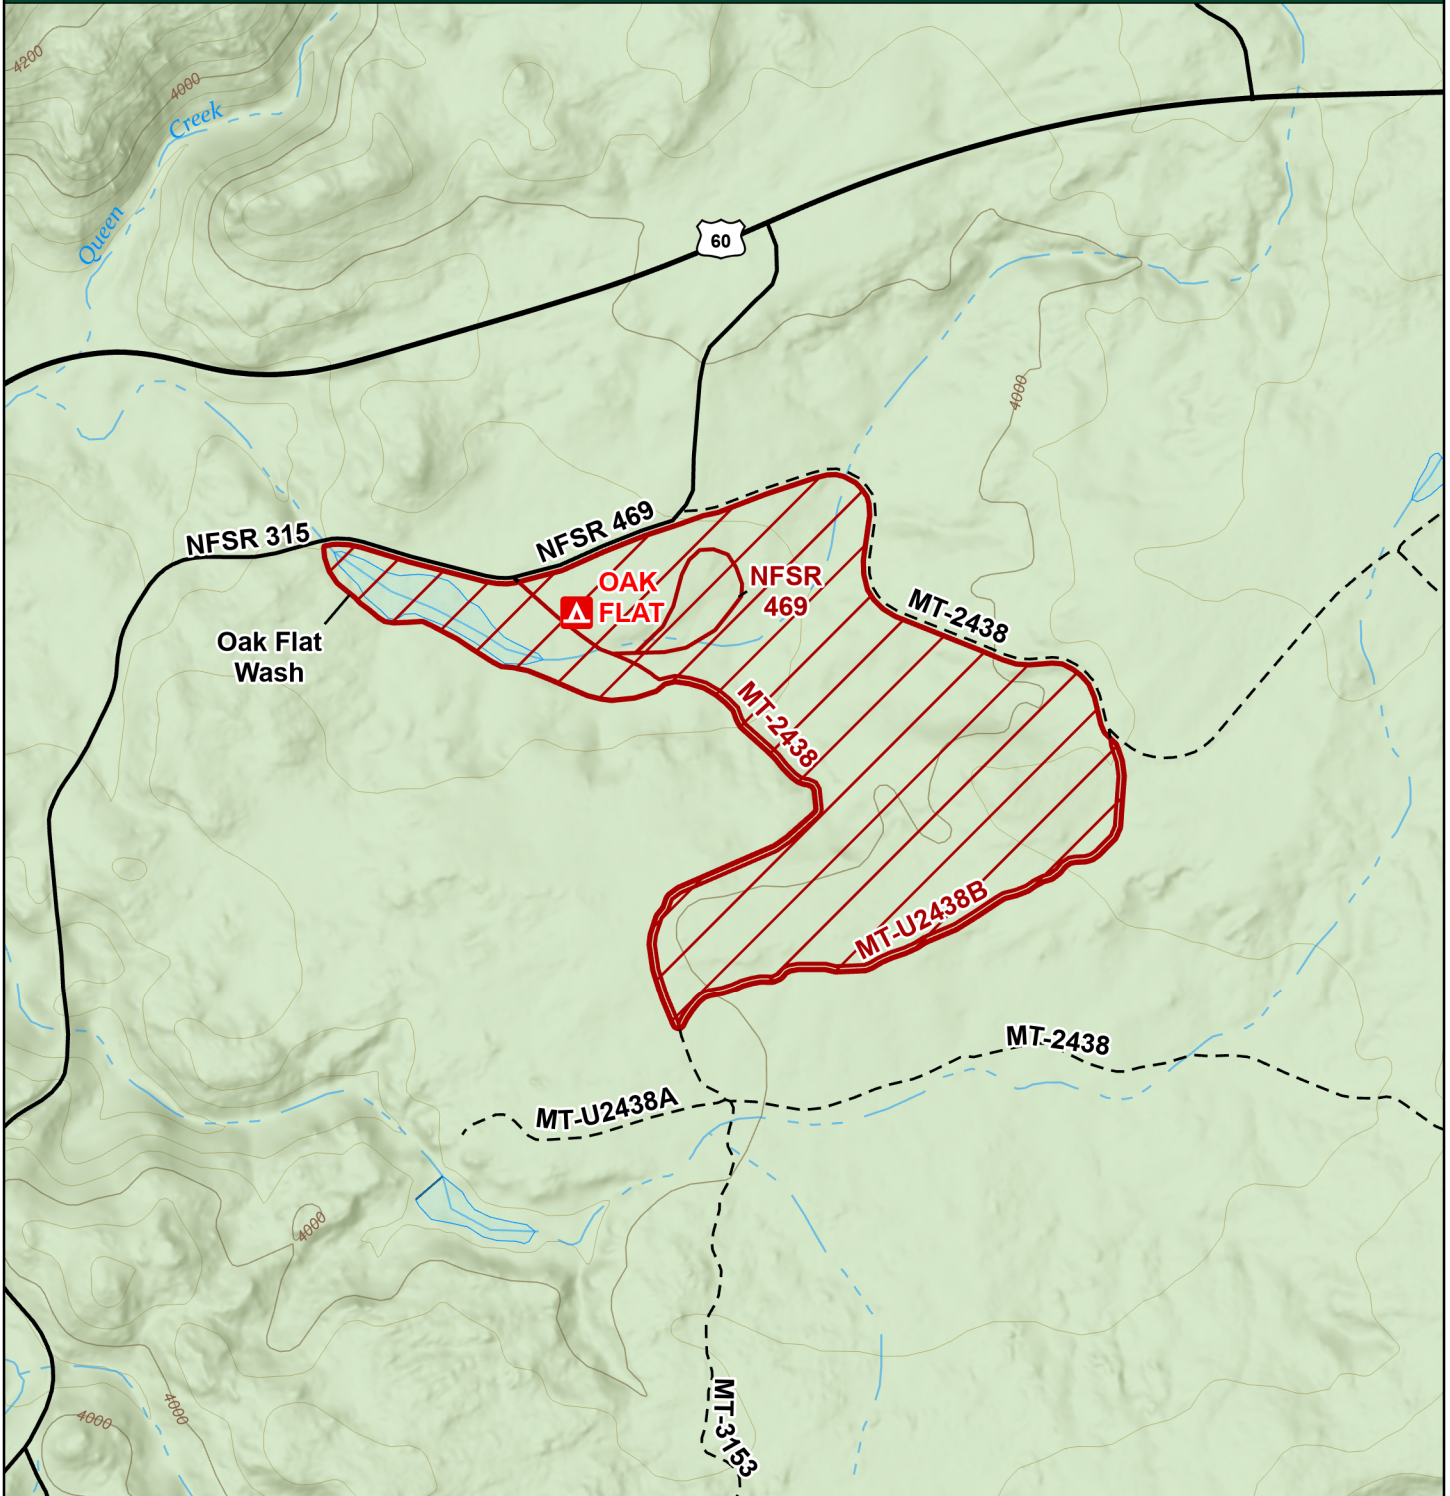 4200
4000
Creek
Queen
60
4000
NFSR 315
NFSR 469
OAK
FLAT
NFSR
469
MT-2438
Oak Flat
Wash
MT-2438
MT-U2438B
MT-2438
MT-U2438A
4000
4000
4000
MT-3153